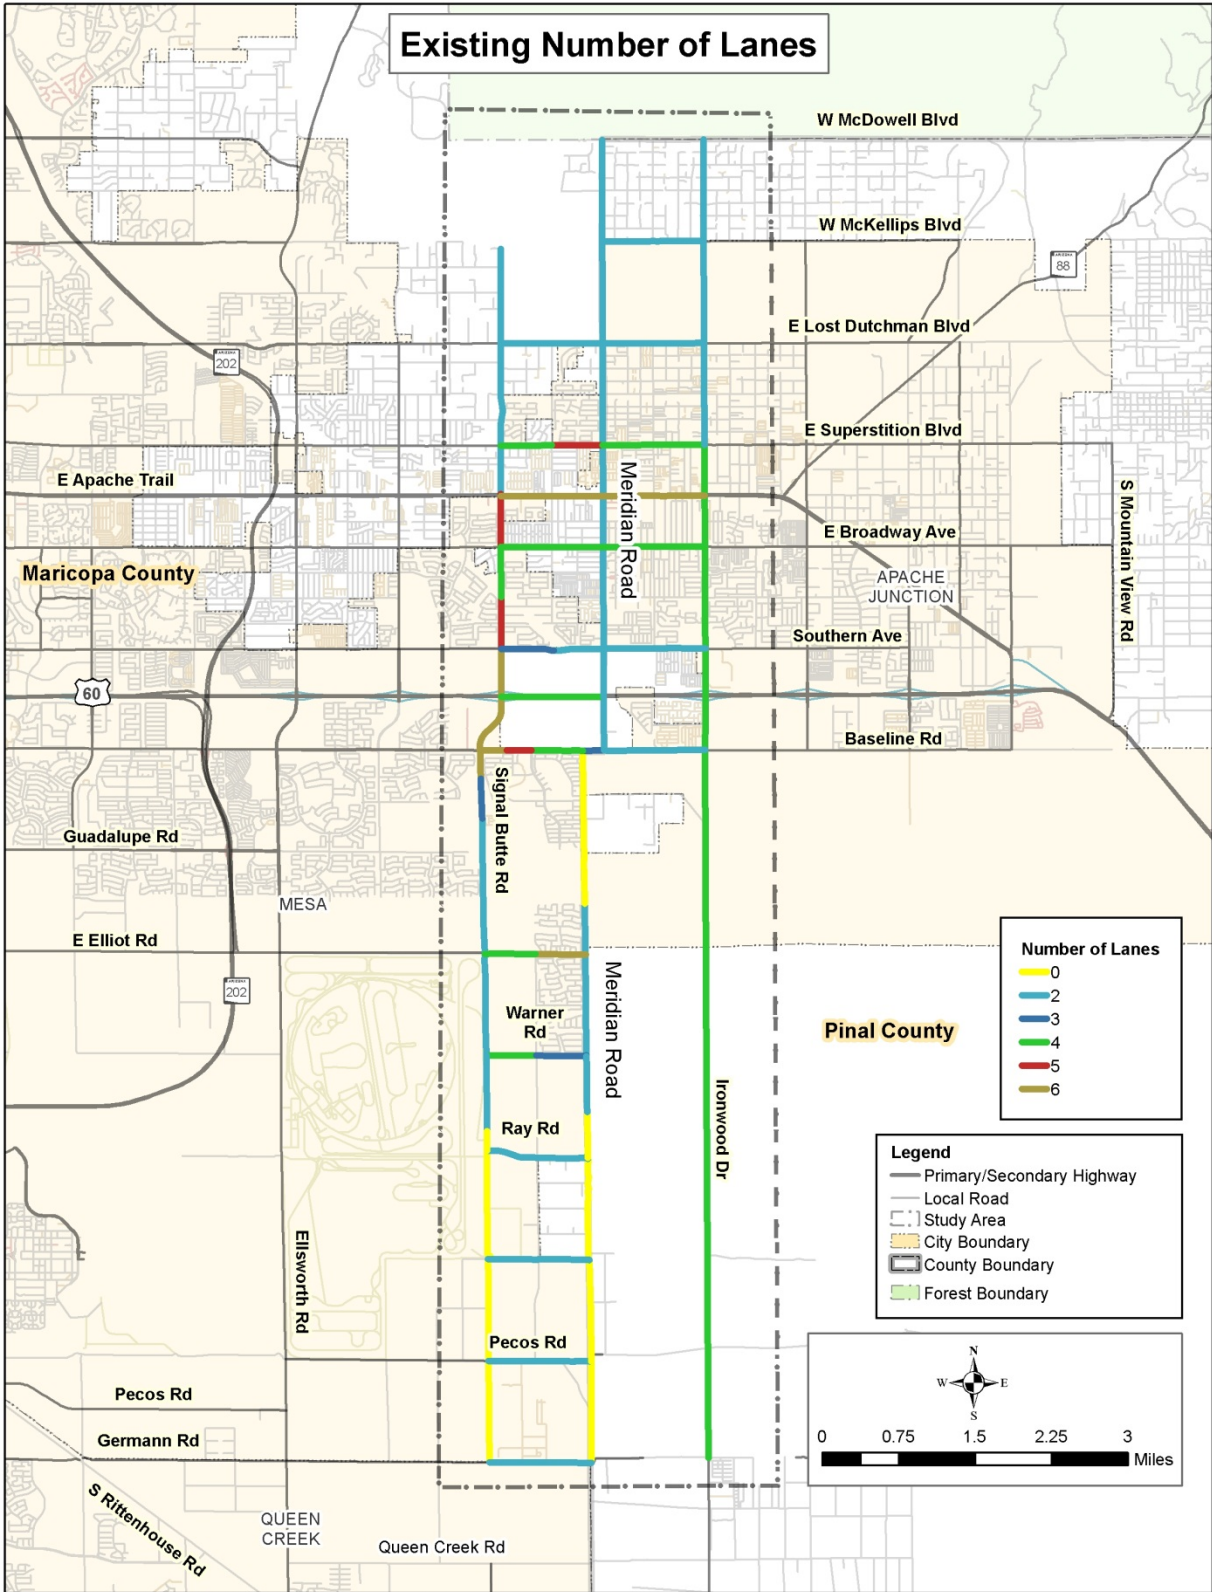 Existing Number of Lanes
W McDowell Blvd
W McKellips Blvd
ARIZONA
88
E Lost Dutchman Blvd
ARIZONA
202
E Superstition Blvd
E Apache Trail
Meridian Road
S Mountain View Rd
E Broadway Ave
Maricopa County
APACHE
JUNCTION
Southern Ave
60
Baseline Rd
Signal Butte Rd
Guadalupe Rd
MESA
E Elliot Rd
Number of Lanes
0
2
3
4
5
6
ARIZONA
202
Meridian Road
Warner
Rd
Pinal County
Ironwood Dr
Ray Rd
Legend
Primary/Secondary Highway
Local Road
Study Area
City Boundary
County Boundary
Forest Boundary
Ellsworth Rd
Pecos Rd
N
W
E
S
Pecos Rd
Germann Rd
0
0.75
1.5
2.25
3
Miles
S Rittenhouse Rd
QUEEN
CREEK
Queen Creek Rd